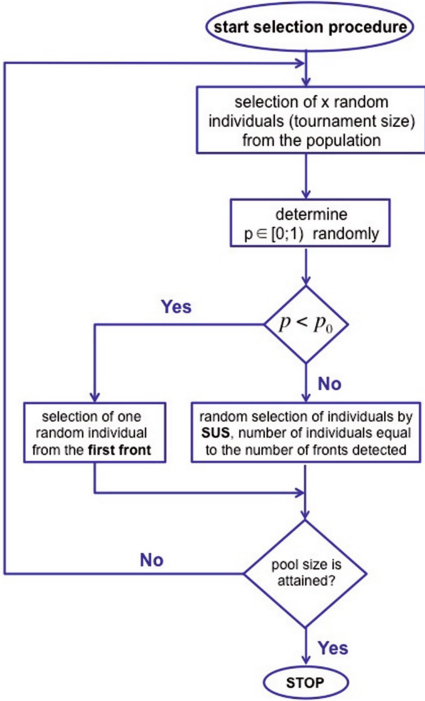 start selection procedure
selection of x random
individuals (tournament size)
from the population
determine
p∈[0;1) randomly
Yes
p < p₀
No
selection of one
random individual
from the first front
random selection of individuals by
SUS, number of individuals equal
to the number of fronts detected
No
pool size is
attained?
Yes
STOP